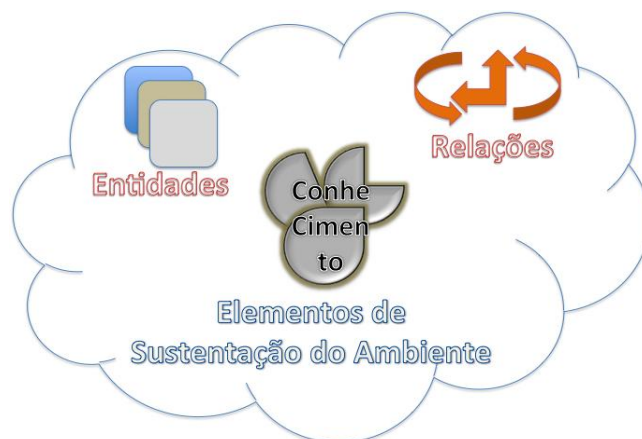 Entidades
Relações
Conhe
Cimen
to
Elementos de
Sustentação do Ambiente